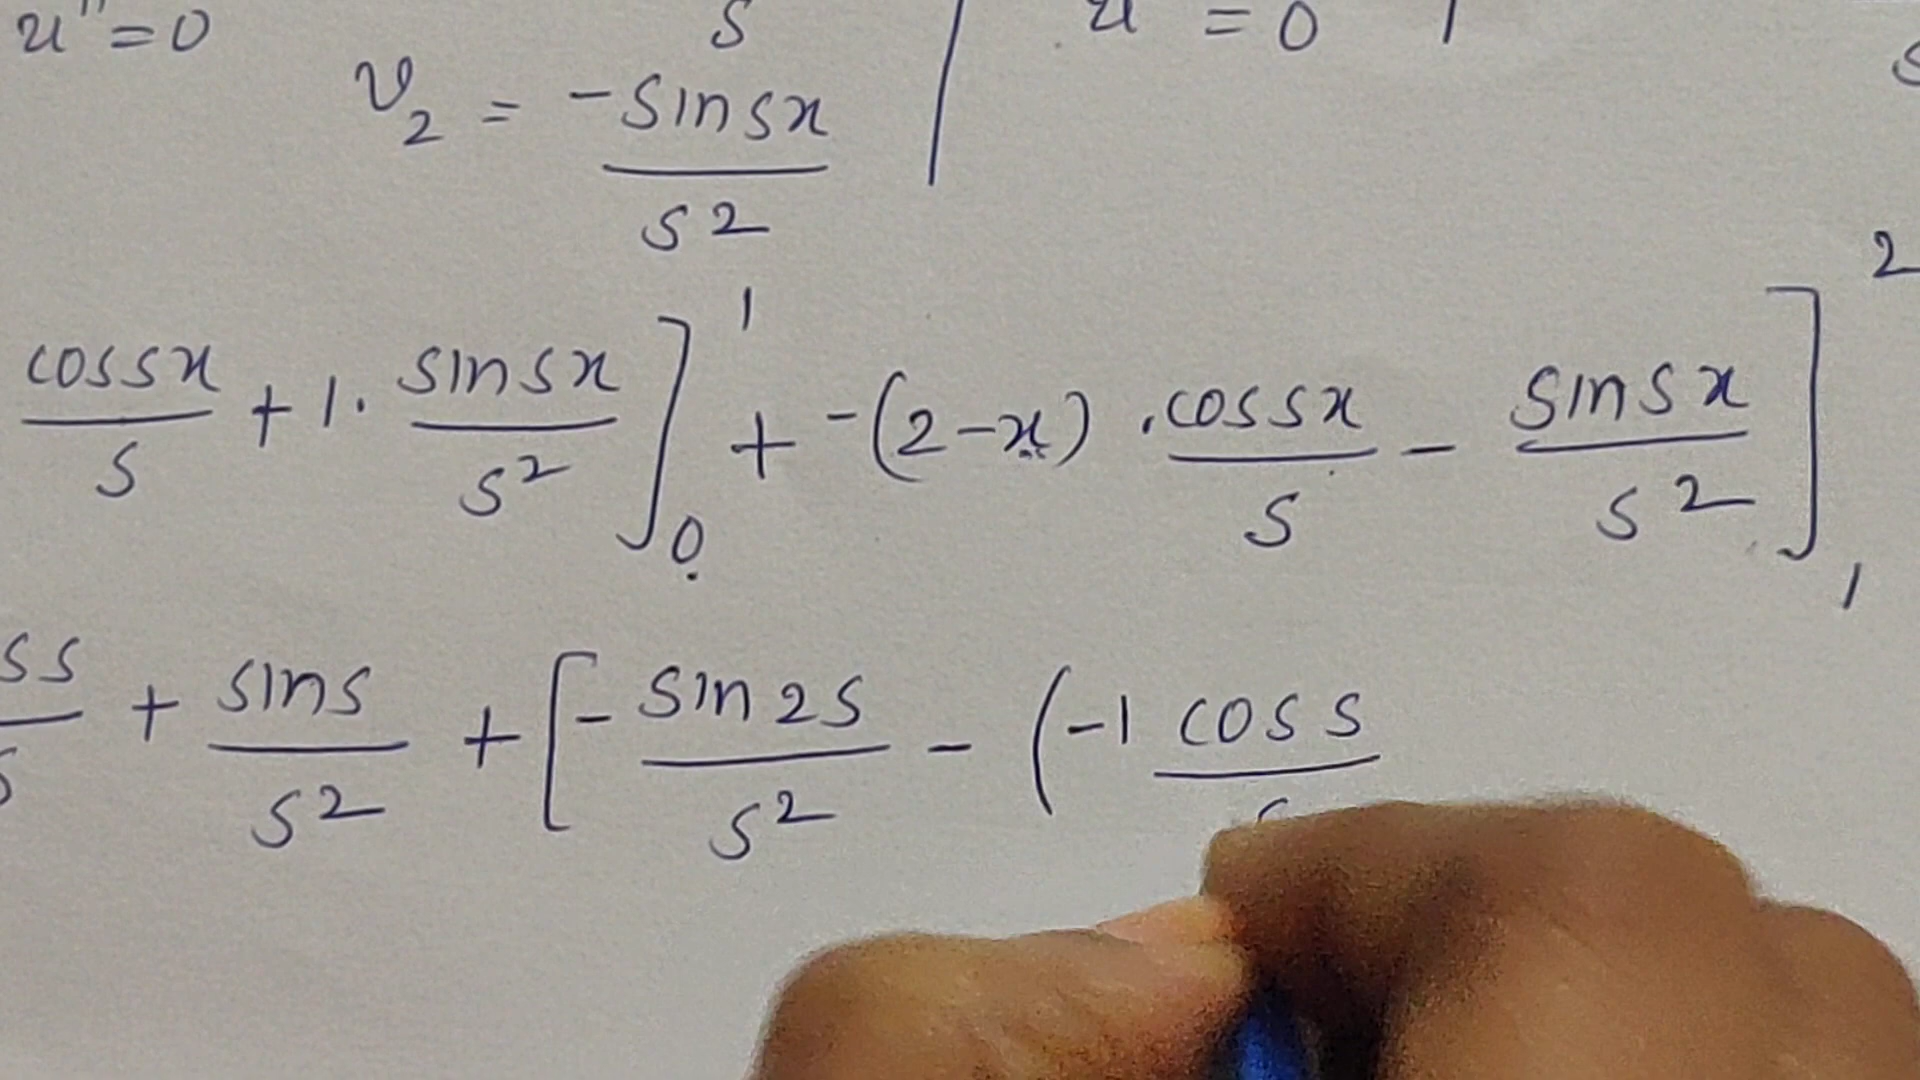 u'' = 0 s u = 0
v₂ = -sin sx / s²
cos sx / s + 1. sin sx / s² ]₀¹ + -(2-x) . cos sx / s - sin sx / s² ]₁²
ss / s + sin s / s² + [ - sin 2s / s² - ( -1 cos s / s